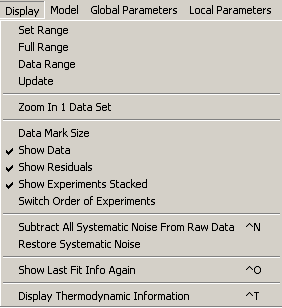 Display Model Global Parameters Local Parameters
Set Range
Full Range
Data Range
Update
Zoom In 1 Data Set
Data Mark Size
Show Data
Show Residuals
Show Experiments Stacked
Switch Order of Experiments
Subtract All Systematic Noise From Raw Data ^N
Restore Systematic Noise
Show Last Fit Info Again ^O
Display Thermodynamic Information ^T